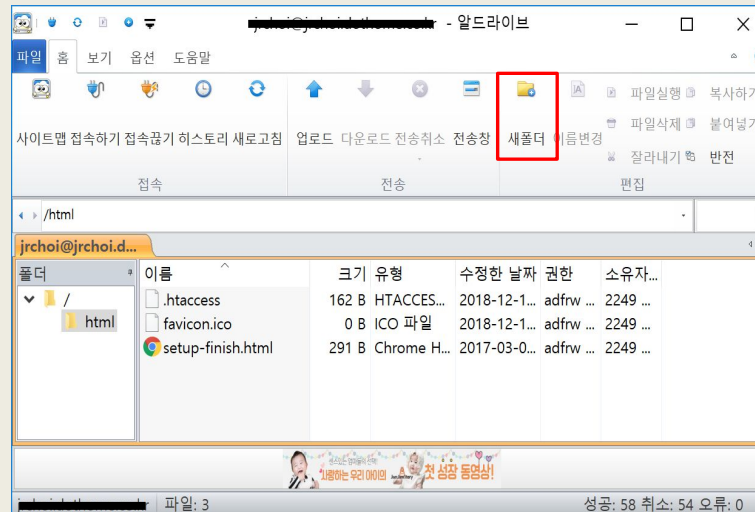 - 알드라이브
파일 홈 보기 옵션 도움말
사이트맵 접속하기 접속끊기 히스토리 새로고침 업로드 다운로드 전송취소 전송창 새폴더 이름변경
파일실행 복사하기
파일삭제 붙여넣기
잘라내기 반전
접속 전송 편집
/html
jrchoi@jrchoi.d...
폴더 이름 크기 유형 수정한 날짜 권한 소유자...
/ .htaccess 162 B HTACCES... 2018-12-1... adfrw ... 2249 ...
html favicon.ico 0 B ICO 파일 2018-12-1... adfrw ... 2249 ...
setup-finish.html 291 B Chrome H... 2017-03-0... adfrw ... 2249 ...
사랑하는 우리 아이의 첫 성장 동영상!
파일: 3 성공: 58 취소: 54 오류: 0